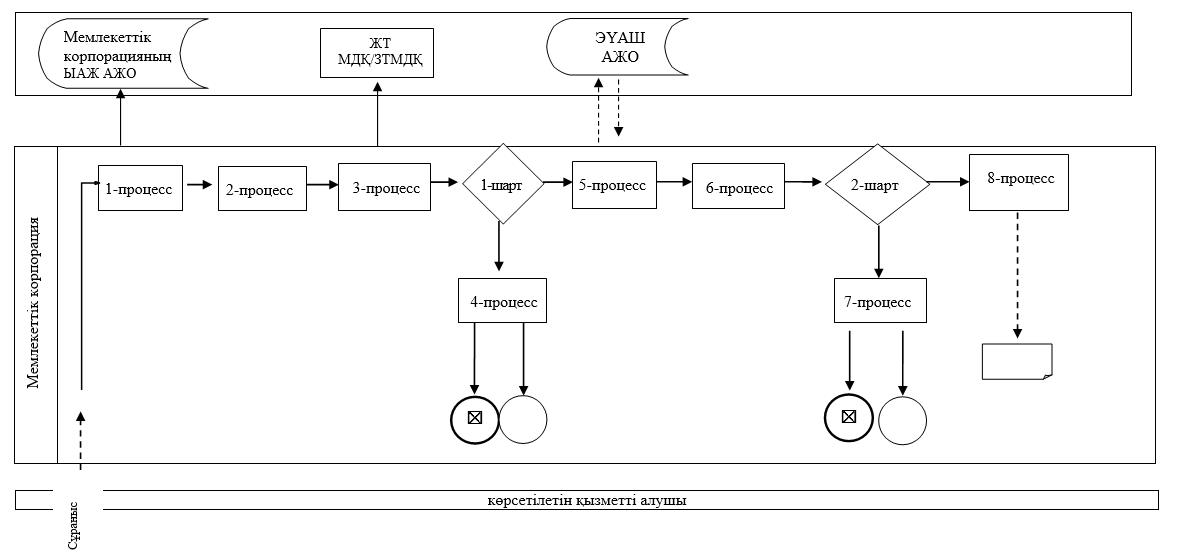 Мемлекеттік
корпорацияның
ЫАЖ АЖО
ЖТ
МДҚ/ЗТМДҚ
ЭҮАШ
АЖО
Мемлекеттік корпорация
1-процесс
2-процесс
3-процесс
1-шарт
5-процесс
6-процесс
2-шарт
8-процесс
4-процесс
7-процесс
Сұраныс
көрсетілетін қызметті алушы